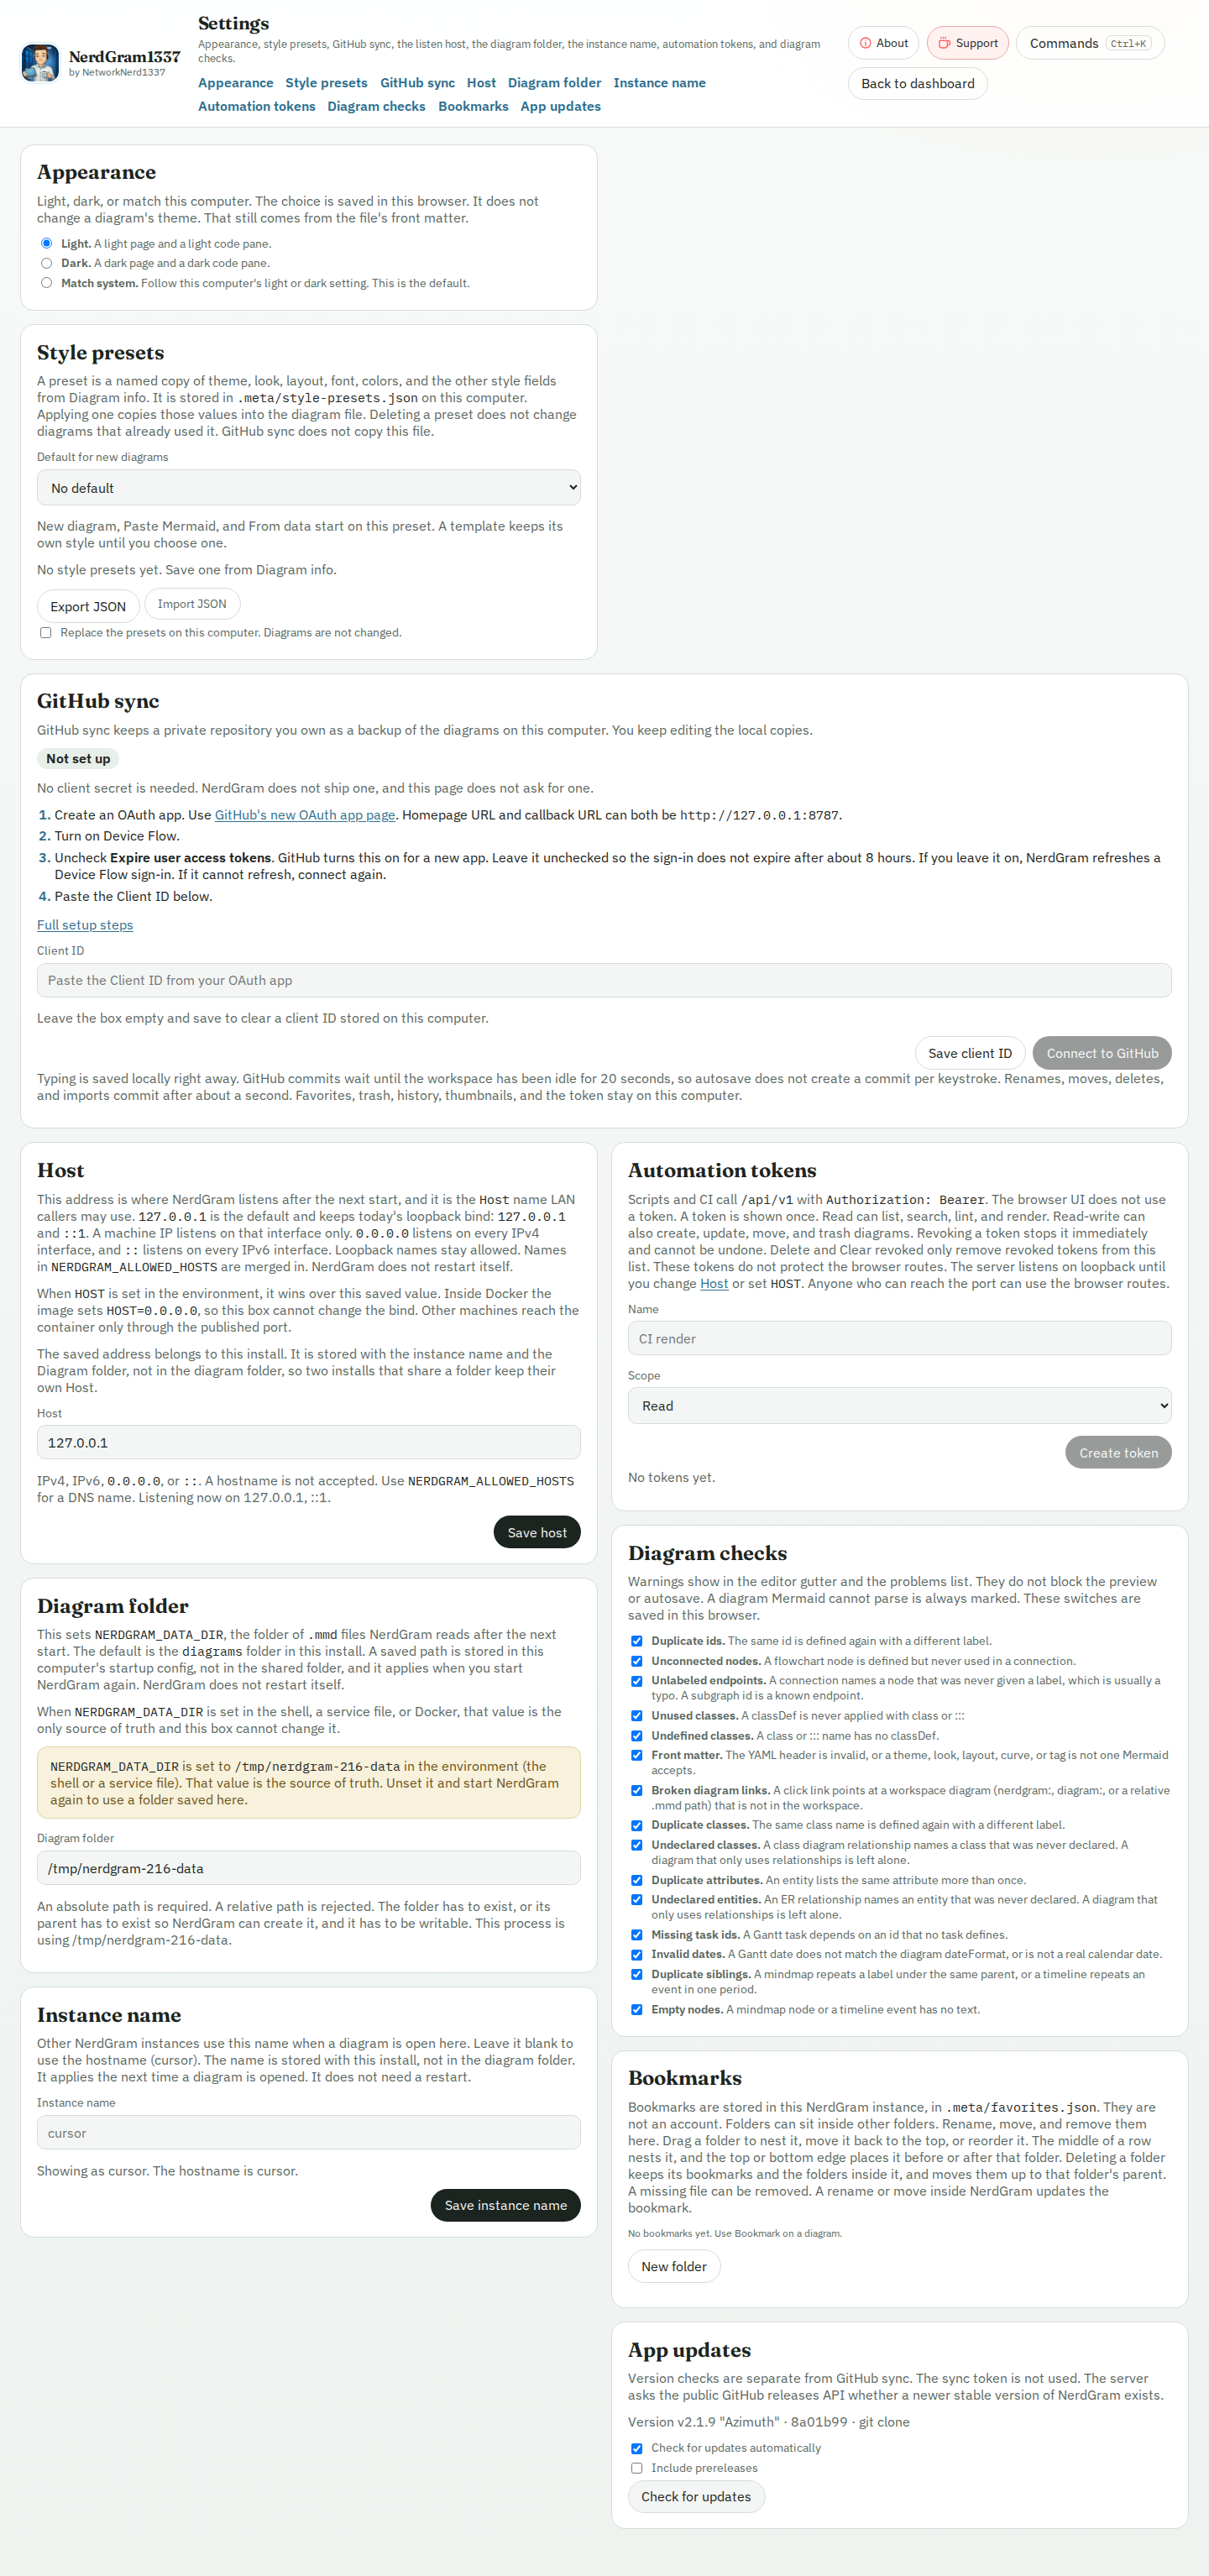 NerdGram1337
by NetworkNerd1337
Settings
Appearance, style presets, GitHub sync, the listen host, the diagram folder, the instance name, automation tokens, and diagram
checks.
Appearance Style presets GitHub sync Host Diagram folder Instance name
Automation tokens Diagram checks Bookmarks App updates
About
Support
Commands Ctrl+K
Back to dashboard
Appearance
Light, dark, or match this computer. The choice is saved in this browser. It does not
change a diagram's theme. That still comes from the file's front matter.
Light. A light page and a light code pane.
Dark. A dark page and a dark code pane.
Match system. Follow this computer's light or dark setting. This is the default.
Style presets
A preset is a named copy of theme, look, layout, font, colors, and the other style fields
from Diagram info. It is stored in .meta/style-presets.json on this computer.
Applying one copies those values into the diagram file. Deleting a preset does not change
diagrams that already used it. GitHub sync does not copy this file.
Default for new diagrams
No default
New diagram, Paste Mermaid, and From data start on this preset. A template keeps its
own style until you choose one.
No style presets yet. Save one from Diagram info.
Export JSON Import JSON
Replace the presets on this computer. Diagrams are not changed.
GitHub sync
GitHub sync keeps a private repository you own as a backup of the diagrams on this computer. You keep editing the local copies.
Not set up
No client secret is needed. NerdGram does not ship one, and this page does not ask for one.
1. Create an OAuth app. Use GitHub's new OAuth app page. Homepage URL and callback URL can both be http://127.0.0.1:8787.
2. Turn on Device Flow.
3. Uncheck Expire user access tokens. GitHub turns this on for a new app. Leave it unchecked so the sign-in does not expire after about 8 hours. If you leave it on, NerdGram refreshes a
Device Flow sign-in. If it cannot refresh, connect again.
4. Paste the Client ID below.
Full setup steps
Client ID
Paste the Client ID from your OAuth app
Leave the box empty and save to clear a client ID stored on this computer.
Save client ID Connect to GitHub
Typing is saved locally right away. GitHub commits wait until the workspace has been idle for 20 seconds, so autosave does not create a commit per keystroke. Renames, moves, deletes,
and imports commit after about a second. Favorites, trash, history, thumbnails, and the token stay on this computer.
Host
This address is where NerdGram listens after the next start, and it is the Host name LAN
callers may use. 127.0.0.1 is the default and keeps today's loopback bind: 127.0.0.1
and ::1. A machine IP listens on that interface only. 0.0.0.0 listens on every IPv4
interface, and :: listens on every IPv6 interface. Loopback names stay allowed. Names
in NERDGRAM_ALLOWED_HOSTS are merged in. NerdGram does not restart itself.
When HOST is set in the environment, it wins over this saved value. Inside Docker the
image sets HOST=0.0.0.0, so this box cannot change the bind. Other machines reach the
container only through the published port.
The saved address belongs to this install. It is stored with the instance name and the
Diagram folder, not in the diagram folder, so two installs that share a folder keep their
own Host.
Host
127.0.0.1
IPv4, IPv6, 0.0.0.0, or ::. A hostname is not accepted. Use NERDGRAM_ALLOWED_HOSTS
for a DNS name. Listening now on 127.0.0.1, ::1.
Save host
Diagram folder
This sets NERDGRAM_DATA_DIR, the folder of .mmd files NerdGram reads after the next
start. The default is the diagrams folder in this install. A saved path is stored in this
computer's startup config, not in the shared folder, and it applies when you start
NerdGram again. NerdGram does not restart itself.
When NERDGRAM_DATA_DIR is set in the shell, a service file, or Docker, that value is the
only source of truth and this box cannot change it.
NERDGRAM_DATA_DIR is set to /tmp/nerdgram-216-data in the environment (the
shell or a service file). That value is the source of truth. Unset it and start NerdGram
again to use a folder saved here.
Diagram folder
/tmp/nerdgram-216-data
An absolute path is required. A relative path is rejected. The folder has to exist, or its
parent has to exist so NerdGram can create it, and it has to be writable. This process is
using /tmp/nerdgram-216-data.
Instance name
Other NerdGram instances use this name when a diagram is open here. Leave it blank to
use the hostname (cursor). The name is stored with this install, not in the diagram folder.
It applies the next time a diagram is opened. It does not need a restart.
Instance name
cursor
Showing as cursor. The hostname is cursor.
Save instance name
Automation tokens
Scripts and CI call /api/v1 with Authorization: Bearer. The browser UI does not use
a token. A token is shown once. Read can list, search, lint, and render. Read-write can
also create, update, move, and trash diagrams. Revoking a token stops it immediately
and cannot be undone. Delete and Clear revoked only remove revoked tokens from this
list. These tokens do not protect the browser routes. The server listens on loopback until
you change Host or set HOST. Anyone who can reach the port can use the browser routes.
Name
CI render
Scope
Read
Create token
No tokens yet.
Diagram checks
Warnings show in the editor gutter and the problems list. They do not block the preview
or autosave. A diagram Mermaid cannot parse is always marked. These switches are
saved in this browser.
Duplicate ids. The same id is defined again with a different label.
Unconnected nodes. A flowchart node is defined but never used in a connection.
Unlabeled endpoints. A connection names a node that was never given a label, which is usually a
typo. A subgraph id is a known endpoint.
Unused classes. A classDef is never applied with class or :::
Undefined classes. A class or ::: name has no classDef.
Front matter. The YAML header is invalid, or a theme, look, layout, curve, or tag is not one Mermaid
accepts.
Broken diagram links. A click link points at a workspace diagram (nerdgram:, diagram:, or a relative
.mmd path) that is not in the workspace.
Duplicate classes. The same class name is defined again with a different label.
Undeclared classes. A class diagram relationship names a class that was never declared. A
diagram that only uses relationships is left alone.
Duplicate attributes. An entity lists the same attribute more than once.
Undeclared entities. An ER relationship names an entity that was never declared. A diagram that
only uses relationships is left alone.
Missing task ids. A Gantt task depends on an id that no task defines.
Invalid dates. A Gantt date does not match the diagram dateFormat, or is not a real calendar date.
Duplicate siblings. A mindmap repeats a label under the same parent, or a timeline repeats an
event in one period.
Empty nodes. A mindmap node or a timeline event has no text.
Bookmarks
Bookmarks are stored in this NerdGram instance, in .meta/favorites.json. They are
not an account. Folders can sit inside other folders. Rename, move, and remove them
here. Drag a folder to nest it, move it back to the top, or reorder it. The middle of a row
nests it, and the top or bottom edge places it before or after that folder. Deleting a folder
keeps its bookmarks and the folders inside it, and moves them up to that folder's parent.
A missing file can be removed. A rename or move inside NerdGram updates the
bookmark.
No bookmarks yet. Use Bookmark on a diagram.
New folder
App updates
Version checks are separate from GitHub sync. The sync token is not used. The server
asks the public GitHub releases API whether a newer stable version of NerdGram exists.
Version v2.1.9 "Azimuth" · 8a01b99 · git clone
Check for updates automatically
Include prereleases
Check for updates